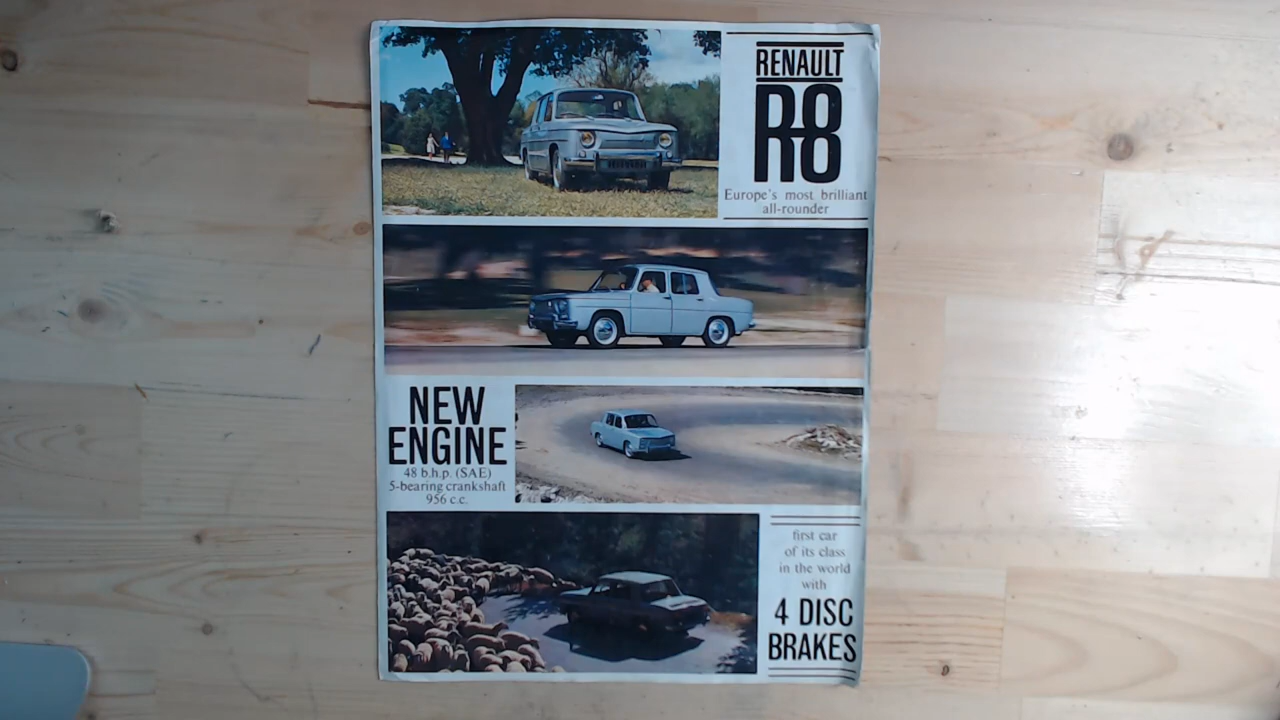 RENAULT
R8
Europe's most brilliant
all-rounder
NEW
ENGINE
48 b.h.p. (SAE)
5-bearing crankshaft
956 c.c.
first car
of its class
in the world
with
4 DISC
BRAKES